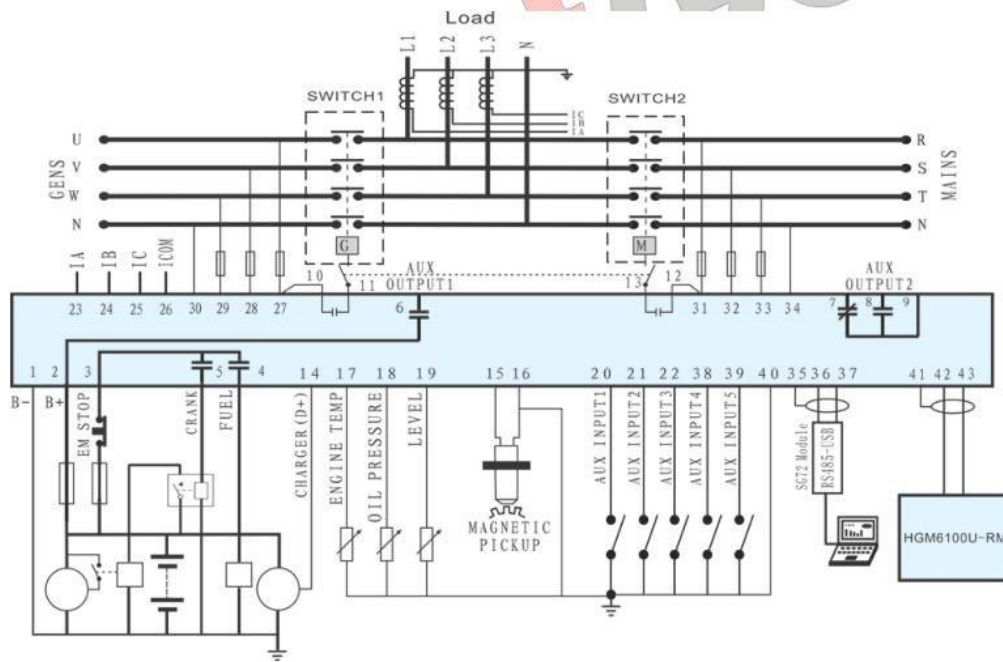 Load
L1 L2 L3 N
SWITCH1
SWITCH2
IC
IB
IA
U
V
W
N
GENS
R
S
T
N
MAINS
G
M
IA
IB
IC
ICOM
10
11
AUX
OUTPUT1
13
12
AUX
OUTPUT2
23 24 25 26 30 29 28 27 6 31 32 33 34 7 8 9
1 2 3 5 4 14 17 18 19 15 16 20 21 22 38 39 40 35 36 37 41 42 43
B-
B+
EM STOP
CRANK
FUEL
CHARGER(D+)
ENGINE TEMP
OIL PRESSURE
LEVEL
MAGNETIC
PICKUP
AUX INPUT1
AUX INPUT2
AUX INPUT3
AUX INPUT4
AUX INPUT5
SG72 Module
RS485-USB
HGM6100U-RM